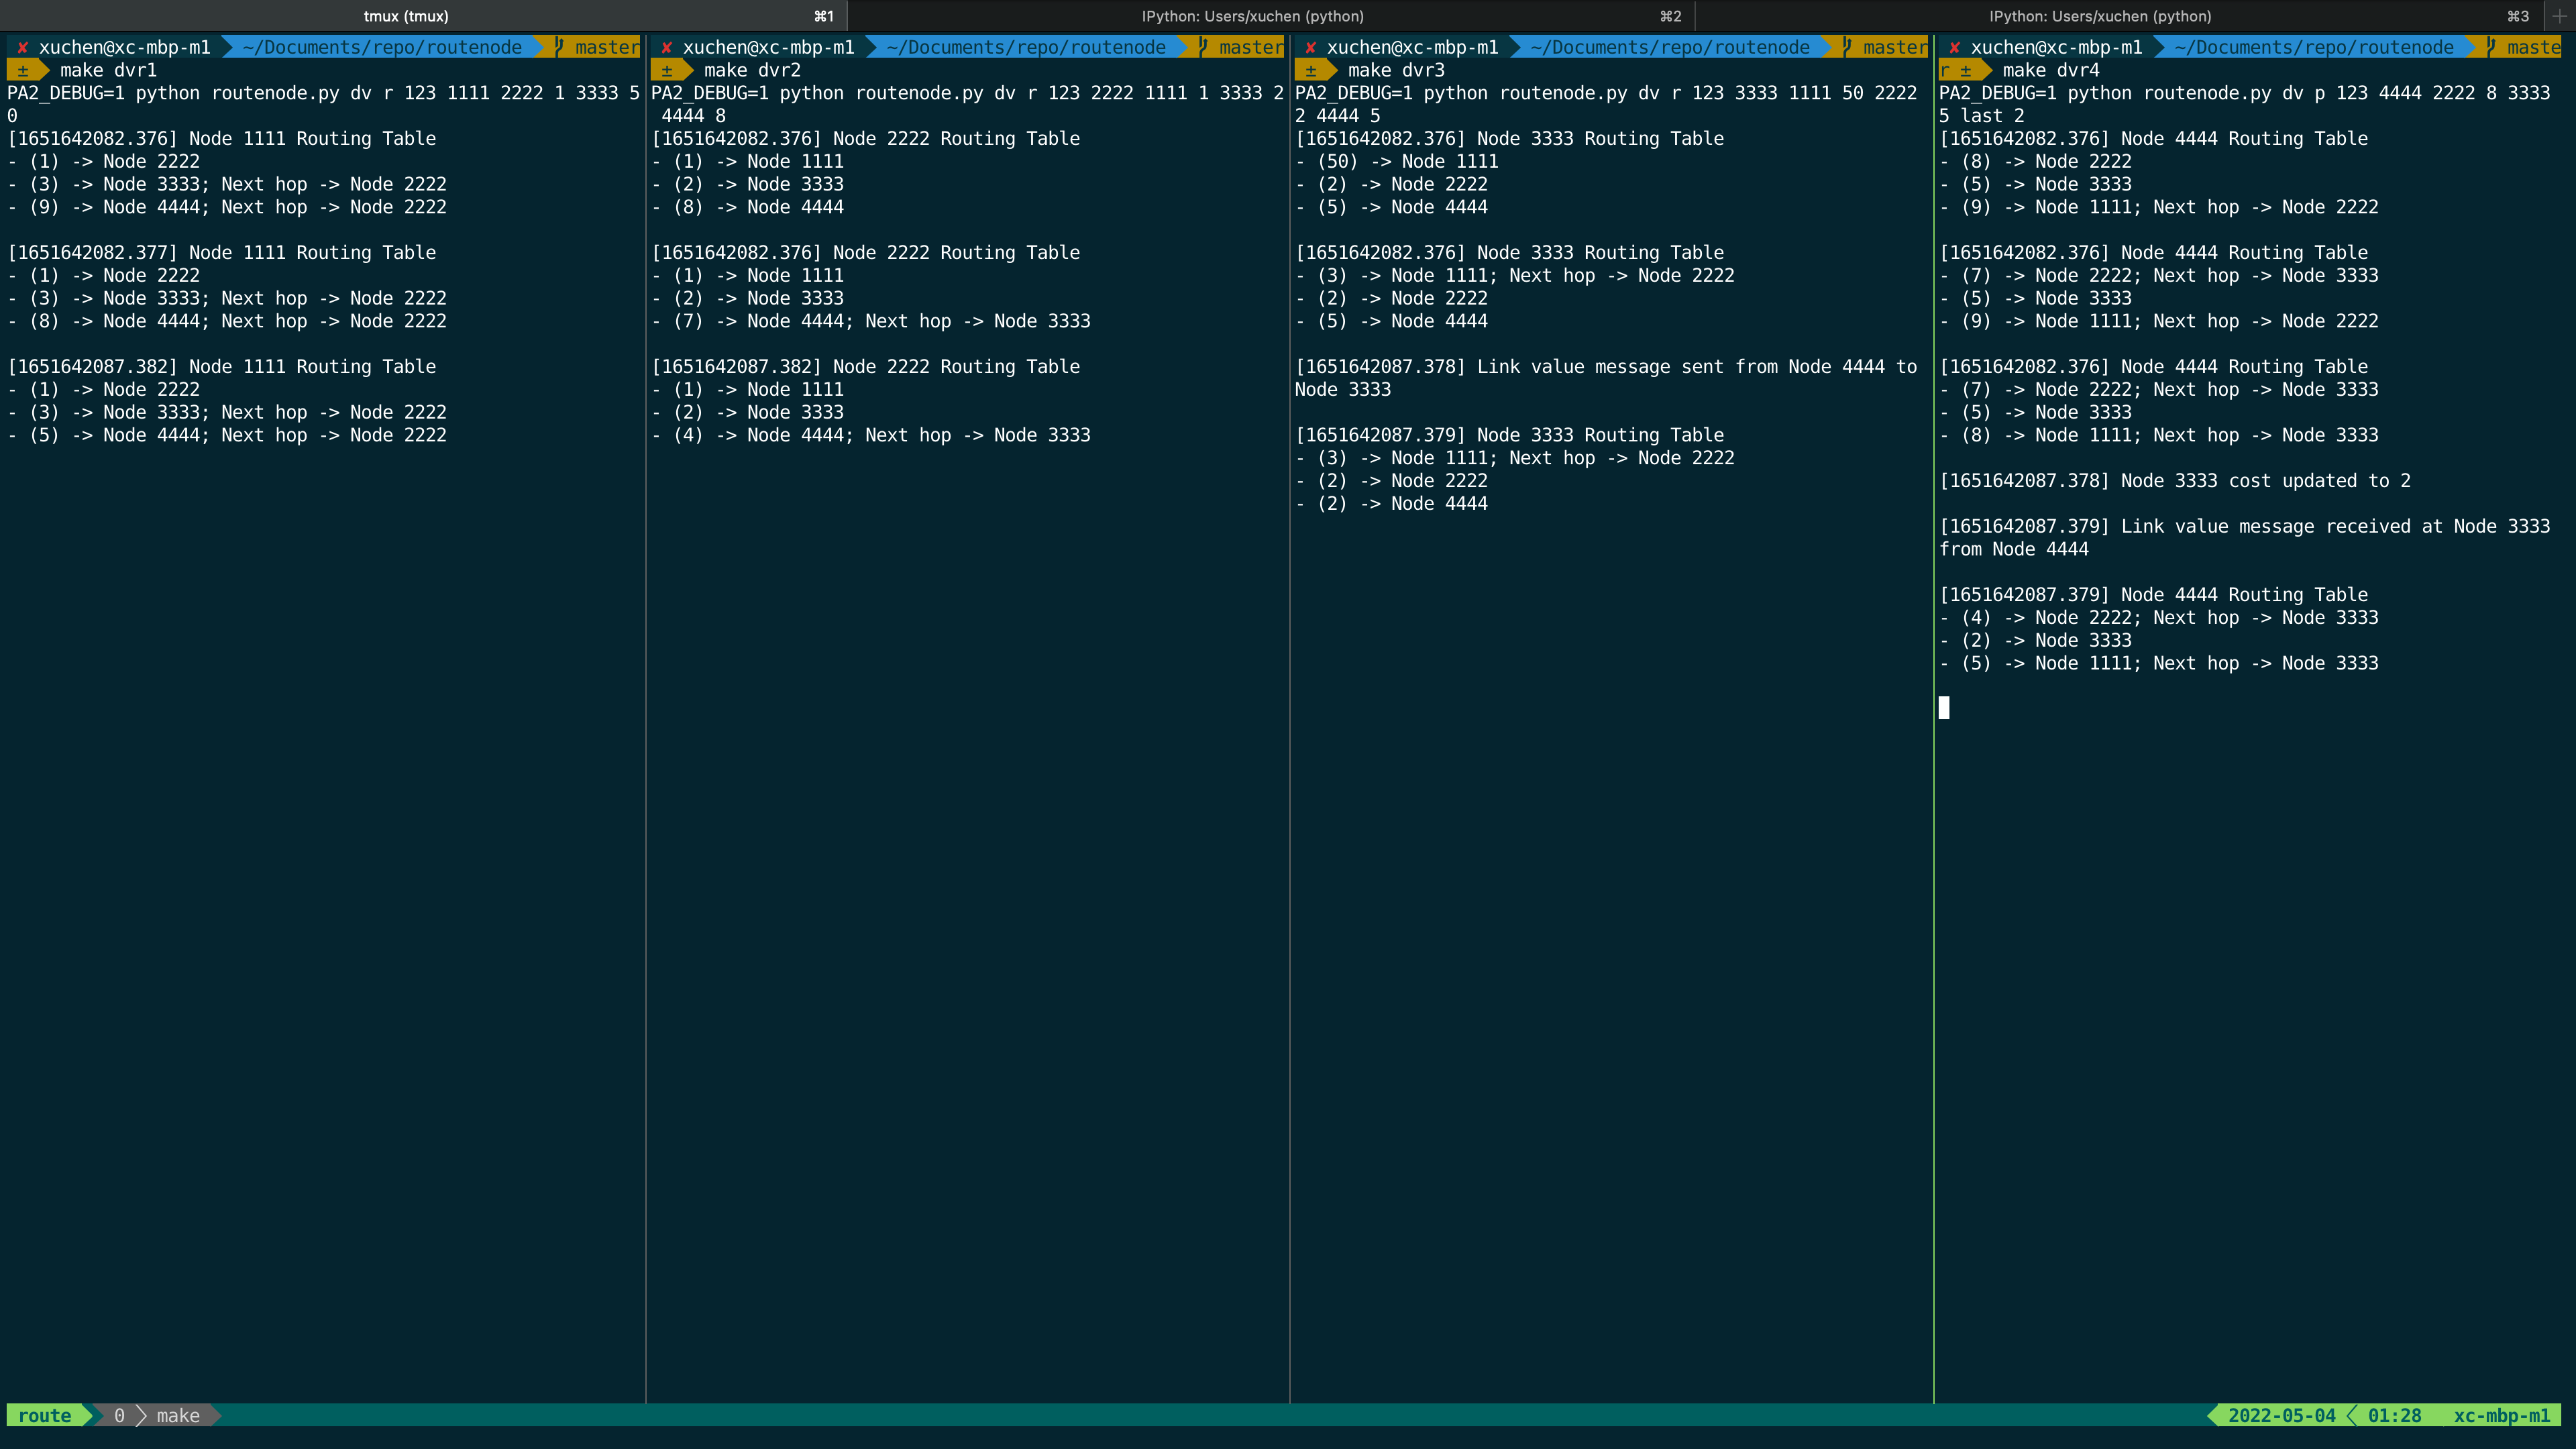 tmux (tmux) ⌘1
IPython: Users/xuchen (python) ⌘2
IPython: Users/xuchen (python) ⌘3 +
✘ xuchen@xc-mbp-m1 ~/Documents/repo/routenode master
± make dvr1
PA2_DEBUG=1 python routenode.py dv r 123 1111 2222 1 3333 5
0
[1651642082.376] Node 1111 Routing Table
- (1) -> Node 2222
- (3) -> Node 3333; Next hop -> Node 2222
- (9) -> Node 4444; Next hop -> Node 2222
[1651642082.377] Node 1111 Routing Table
- (1) -> Node 2222
- (3) -> Node 3333; Next hop -> Node 2222
- (8) -> Node 4444; Next hop -> Node 2222
[1651642087.382] Node 1111 Routing Table
- (1) -> Node 2222
- (3) -> Node 3333; Next hop -> Node 2222
- (5) -> Node 4444; Next hop -> Node 2222
✘ xuchen@xc-mbp-m1 ~/Documents/repo/routenode master
± make dvr2
PA2_DEBUG=1 python routenode.py dv r 123 2222 1111 1 3333 2
4444 8
[1651642082.376] Node 2222 Routing Table
- (1) -> Node 1111
- (2) -> Node 3333
- (8) -> Node 4444
[1651642082.376] Node 2222 Routing Table
- (1) -> Node 1111
- (2) -> Node 3333
- (7) -> Node 4444; Next hop -> Node 3333
[1651642087.382] Node 2222 Routing Table
- (1) -> Node 1111
- (2) -> Node 3333
- (4) -> Node 4444; Next hop -> Node 3333
✘ xuchen@xc-mbp-m1 ~/Documents/repo/routenode master
± make dvr3
PA2_DEBUG=1 python routenode.py dv r 123 3333 1111 50 2222
2 4444 5
[1651642082.376] Node 3333 Routing Table
- (50) -> Node 1111
- (2) -> Node 2222
- (5) -> Node 4444
[1651642082.376] Node 3333 Routing Table
- (3) -> Node 1111; Next hop -> Node 2222
- (2) -> Node 2222
- (5) -> Node 4444
[1651642087.378] Link value message sent from Node 4444 to
Node 3333
[1651642087.379] Node 3333 Routing Table
- (3) -> Node 1111; Next hop -> Node 2222
- (2) -> Node 2222
- (2) -> Node 4444
✘ xuchen@xc-mbp-m1 ~/Documents/repo/routenode maste
r ± make dvr4
PA2_DEBUG=1 python routenode.py dv p 123 4444 2222 8 3333
5 last 2
[1651642082.376] Node 4444 Routing Table
- (8) -> Node 2222
- (5) -> Node 3333
- (9) -> Node 1111; Next hop -> Node 2222
[1651642082.376] Node 4444 Routing Table
- (7) -> Node 2222; Next hop -> Node 3333
- (5) -> Node 3333
- (9) -> Node 1111; Next hop -> Node 2222
[1651642082.376] Node 4444 Routing Table
- (7) -> Node 2222; Next hop -> Node 3333
- (5) -> Node 3333
- (8) -> Node 1111; Next hop -> Node 3333
[1651642087.378] Node 3333 cost updated to 2
[1651642087.379] Link value message received at Node 3333
from Node 4444
[1651642087.379] Node 4444 Routing Table
- (4) -> Node 2222; Next hop -> Node 3333
- (2) -> Node 3333
- (5) -> Node 1111; Next hop -> Node 3333
route 0 make
2022-05-04 01:28 xc-mbp-m1